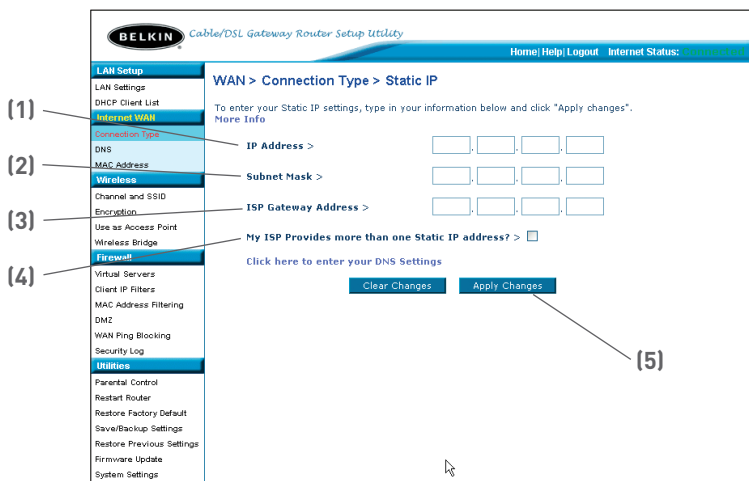 BELKIN Cable/DSL Gateway Router Setup Utility
Home| Help| Logout Internet Status:
LAN Setup
LAN Settings
DHCP Client List
Internet WAN
Connection Type
DNS
MAC Address
Wireless
Channel and SSID
Encryption
Use as Access Point
Wireless Bridge
Firewall
Virtual Servers
Client IP Filters
MAC Address Filtering
DMZ
WAN Ping Blocking
Security Log
Utilities
Parental Control
Restart Router
Restore Factory Default
Save/Backup Settings
Restore Previous Settings
Firmware Update
System Settings
WAN > Connection Type > Static IP
To enter your Static IP settings, type in your information below and click "Apply changes".
More Info
(1) IP Address > . . .
(2) Subnet Mask > . . .
(3) ISP Gateway Address > . . .
(4) My ISP Provides more than one Static IP address? >
Click here to enter your DNS Settings
Clear Changes Apply Changes
(5)